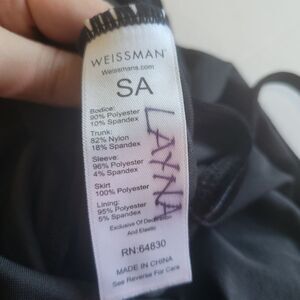 WEISSMAN™
Weissmans.com
SA
Bodice:
90% Polyester
10% Spandex
Trunk:
82% Nylon
18% Spandex
Sleeve:
96% Polyester
4% Spandex
Skirt:
100% Polyester
Lining:
95% Polyester
5% Spandex
Exclusive Of Decoration
And Elastic
RN:64830
MADE IN CHINA
See Reverse For Care
LAYNA